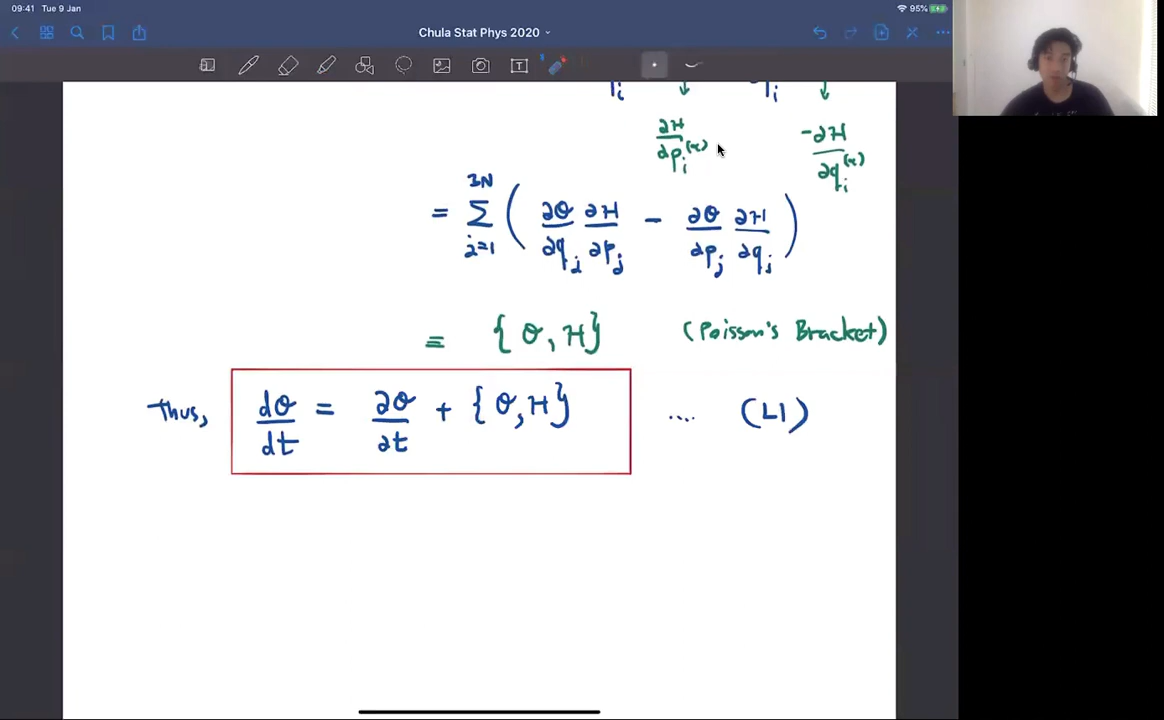 09:41 Tue 9 Jan 95%
Chula Stat Phys 2020
∂H/∂p_i^(x) -∂H/∂q_i^(x)
= Σ_{j=1}^{3N} ( ∂O/∂q_j ∂H/∂p_j − ∂O/∂p_j ∂H/∂q_j )
≡ {O, H} (Poisson's Bracket)
Thus, dO/dt = ∂O/∂t + {O, H} .... (L1)